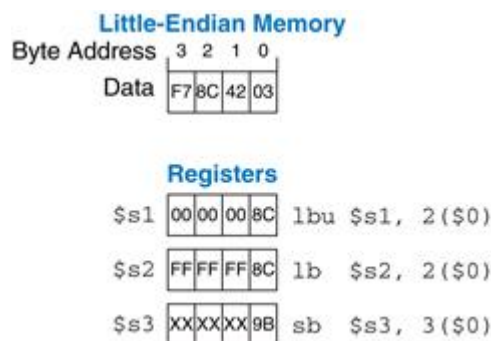 Little-Endian Memory
Byte Address 3 2 1 0
Data F7 8C 42 03
Registers
$s1 00 00 00 8C lbu $s1, 2($0)
$s2 FF FF FF 8C lb $s2, 2($0)
$s3 XX XX XX 9B sb $s3, 3($0)